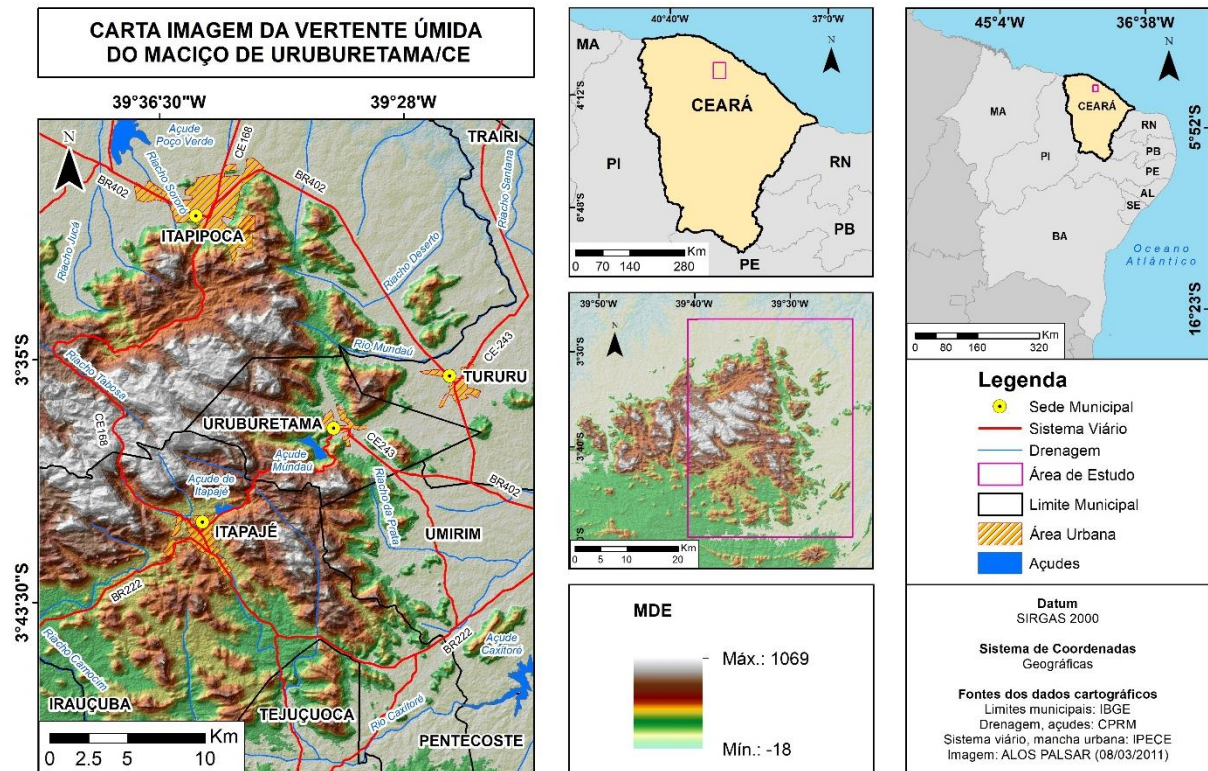 CARTA IMAGEM DA VERTENTE ÚMIDA
DO MACIÇO DE URUBURETAMA/CE
39°36'30"W
39°28'W
3°35'S
3°43'30"S
N
Açude
Poço Verde
CE168
TRAIRI
BR402
Riacho Sororó
BR402
Riacho Santana
ITAPIPOCA
Riacho Jucá
Riacho Deserto
Rio Mundaú
CE-243
Riacho Tabosa
TURURU
CE168
URUBURETAMA
CE243
Açude
Mundaú
Açude de
Itapajé
BR402
Riacho da Prata
ITAPAJÉ
UMIRIM
BR222
BR222
Açude
Caxitoré
Riacho Camocim
IRAUÇUBA
TEJUÇUOCA
Rio Caxitoré
PENTECOSTE
Km
0 2.5 5 10
40°40'W
37°0'W
4°12'S
6°48'S
MA
N
CEARÁ
PI
RN
PB
PE
Km
0 70 140 280
39°50'W
39°40'W
39°30'W
3°30'S
3°40'S
N
Km
0 5 10 20
MDE
Máx.: 1069
Mín.: -18
45°4'W
36°38'W
5°52'S
16°23'S
N
MA
CEARÁ
RN
PI
PB
PE
AL
SE
BA
Oceano
Atlântico
Km
0 80 160 320
Legenda
Sede Municipal
Sistema Viário
Drenagem
Área de Estudo
Limite Municipal
Área Urbana
Açudes
Datum
SIRGAS 2000
Sistema de Coordenadas
Geográficas
Fontes dos dados cartográficos
Limites municipais: IBGE
Drenagem, açudes: CPRM
Sistema viário, mancha urbana: IPECE
Imagem: ALOS PALSAR (08/03/2011)